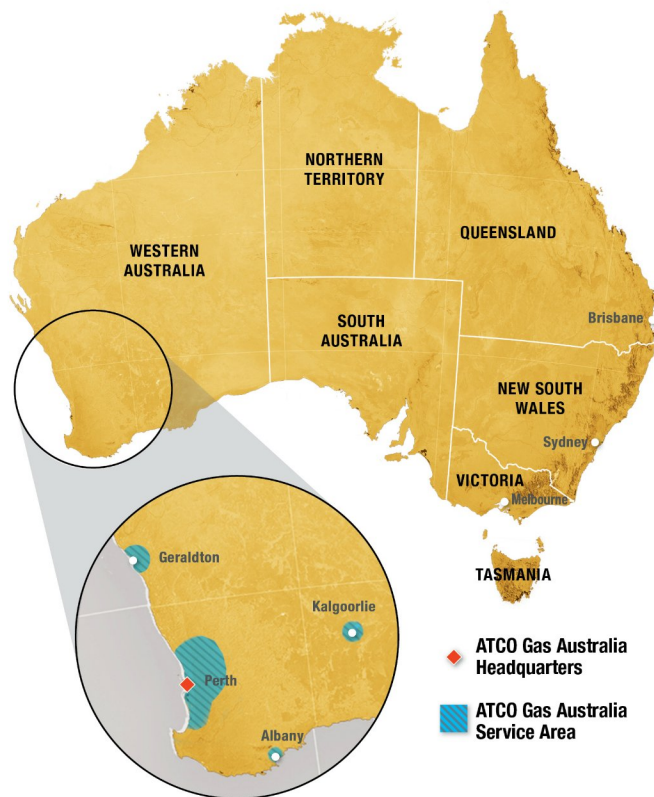 NORTHERN
TERRITORY
WESTERN
AUSTRALIA
QUEENSLAND
SOUTH
AUSTRALIA
Brisbane
NEW SOUTH
WALES
Sydney
VICTORIA
Melbourne
TASMANIA
Geraldton
Kalgoorlie
Perth
Albany
ATCO Gas Australia
Headquarters
ATCO Gas Australia
Service Area